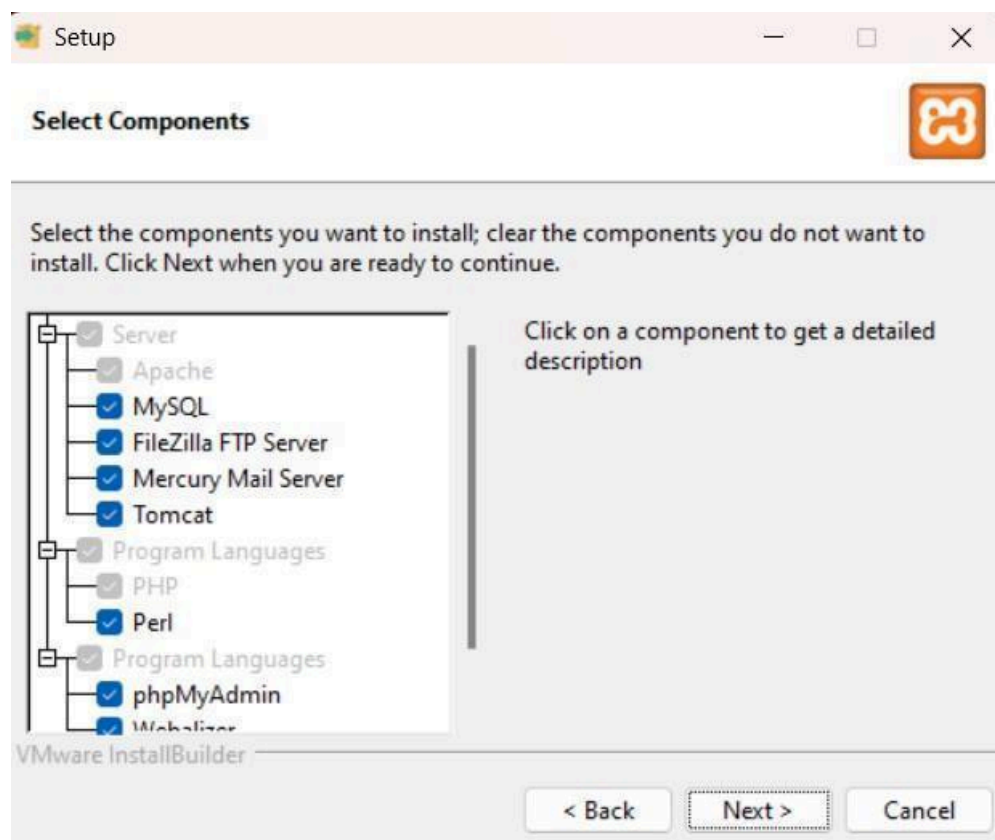 Setup
Select Components
Select the components you want to install; clear the components you do not want to
install. Click Next when you are ready to continue.
Server
Apache
MySQL
FileZilla FTP Server
Mercury Mail Server
Tomcat
Program Languages
PHP
Perl
Program Languages
phpMyAdmin
Webalizer
Click on a component to get a detailed
description
VMware InstallBuilder
< Back
Next >
Cancel